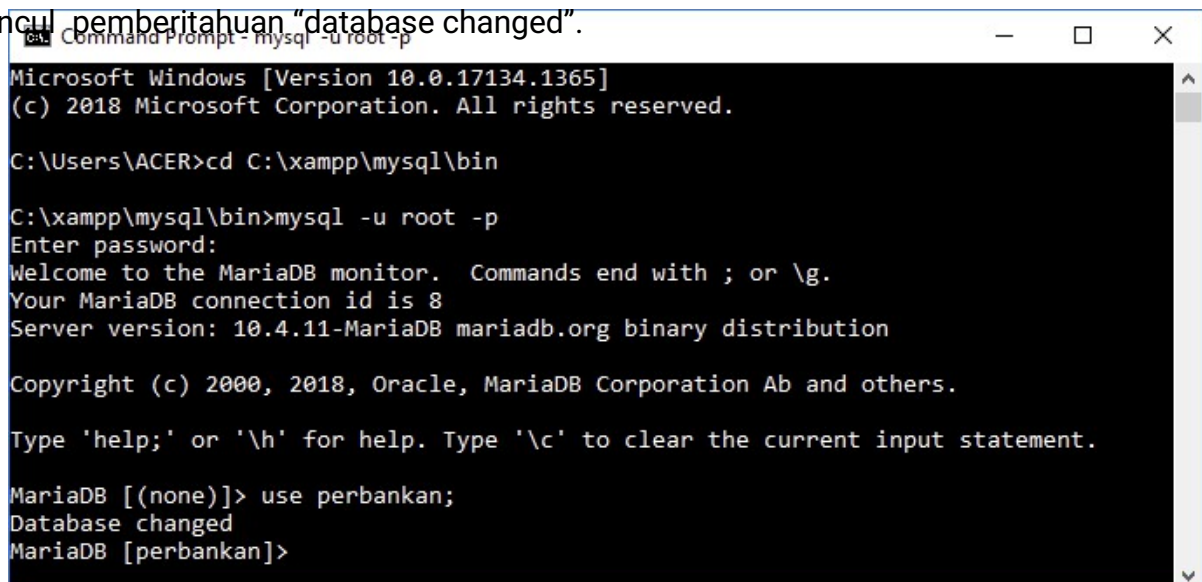 ncul pemberitahuan “database changed”.
Command Prompt - mysql -u root -p
Microsoft Windows [Version 10.0.17134.1365]
(c) 2018 Microsoft Corporation. All rights reserved.
C:\Users\ACER>cd C:\xampp\mysql\bin
C:\xampp\mysql\bin>mysql -u root -p
Enter password:
Welcome to the MariaDB monitor.  Commands end with ; or \g.
Your MariaDB connection id is 8
Server version: 10.4.11-MariaDB mariadb.org binary distribution
Copyright (c) 2000, 2018, Oracle, MariaDB Corporation Ab and others.
Type 'help;' or '\h' for help. Type '\c' to clear the current input statement.
MariaDB [(none)]> use perbankan;
Database changed
MariaDB [perbankan]>